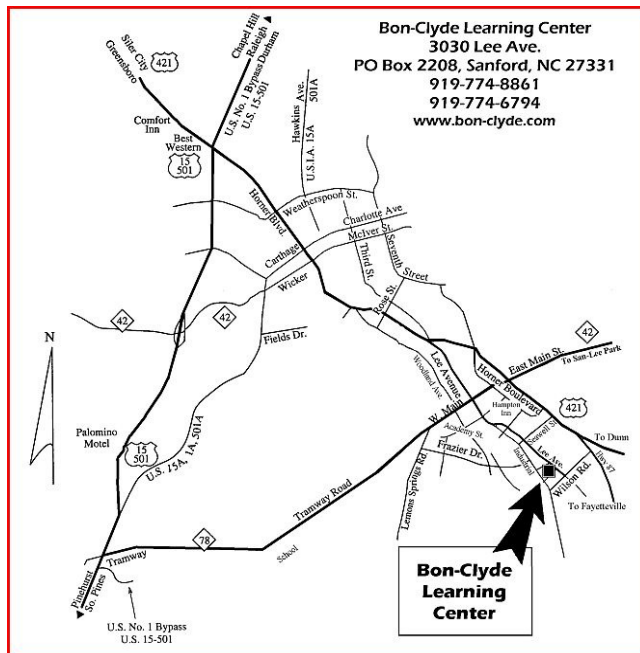 Bon-Clyde Learning Center
3030 Lee Ave.
PO Box 2208, Sanford, NC 27331
919-774-8861
919-774-6794
www.bon-clyde.com
Siler City
Greensboro
421
Chapel Hill
Raleigh
Durham
U.S. No. 1 Bypass
U.S. 15-501
Comfort
Inn
Best
Western
15
501
Hawkins Ave.
U.S.I.A. 15A
501A
Horner Blvd.
Weatherspoon St.
Charlotte Ave
McIver St.
Carthage
Wicker
Third St.
Seventh
Street
Rose St.
42
42
Fields Dr.
N
42
East Main St.
To San-Lee Park
Lee Avenue
Woodland Ave.
Horner Boulevard
Hampton
Inn
421
W. Main
Academy St.
Seawell St.
To Dunn
Palomino
Motel
15
501
U.S. 15A, 1A, 501A
Frazier Dr.
Industrial
Lee Ave.
Wilson Rd.
Hwy 87
To Fayetteville
Lemons Springs Rd
Tramway Road
78
Tramway
School
Pinehurst
So. Pines
U.S. No. 1 Bypass
U.S. 15-501
Bon-Clyde
Learning
Center